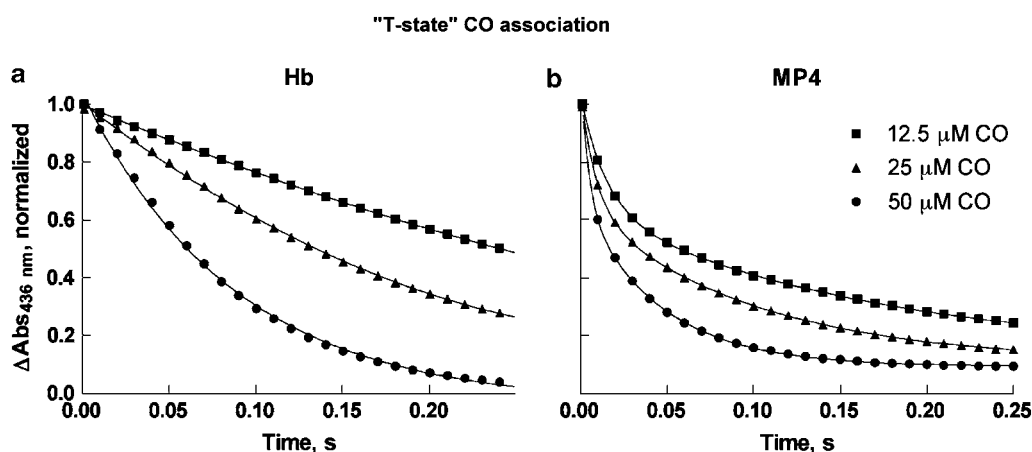 "T-state" CO association
a Hb
b MP4
ΔAbs436 nm, normalized
1.0
0.8
0.6
0.4
0.2
0.0
0.00 0.05 0.10 0.15 0.20
Time, s
12.5 μM CO
25 μM CO
50 μM CO
0.00 0.05 0.10 0.15 0.20 0.25
Time, s